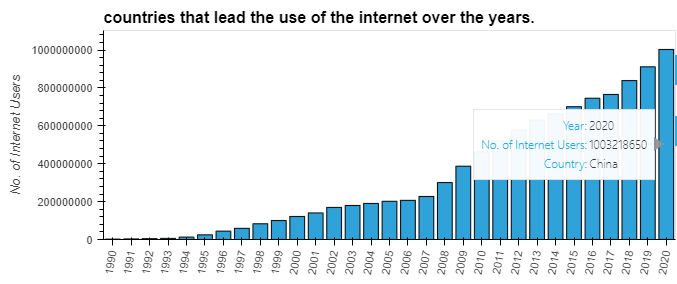 countries that lead the use of the internet over the years.
No. of Internet Users
1000000000
800000000
600000000
400000000
200000000
0
Year: 2020
No. of Internet Users: 1003218650
Country: China
1990 1991 1992 1993 1994 1995 1996 1997 1998 1999 2000 2001 2002 2003 2004 2005 2006 2007 2008 2009 2010 2011 2012 2013 2014 2015 2016 2017 2018 2019 2020